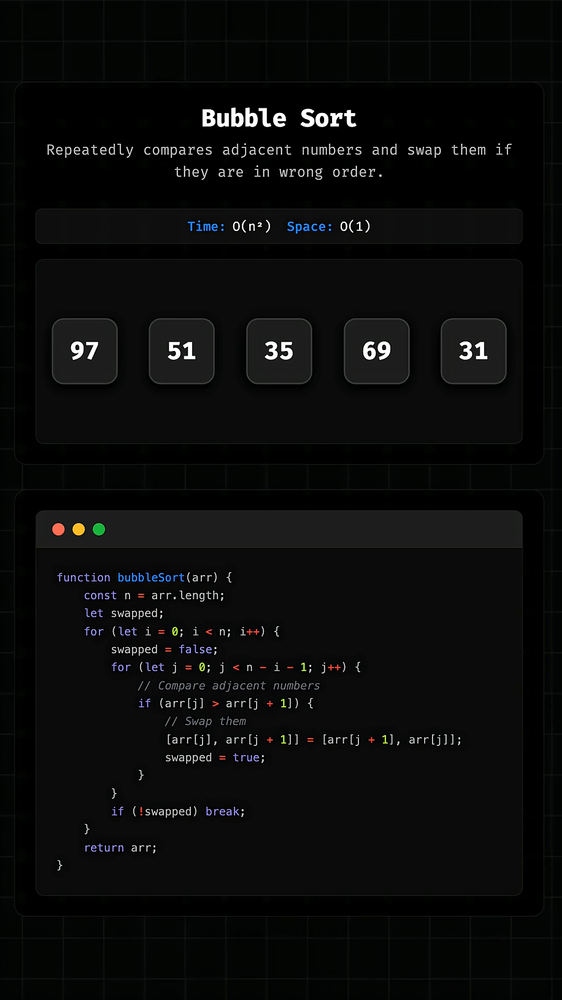 Bubble Sort
Repeatedly compares adjacent numbers and swap them if
they are in wrong order.
Time: O(n²) Space: O(1)
97 51 35 69 31
function bubbleSort(arr) {
    const n = arr.length;
    let swapped;
    for (let i = 0; i < n; i++) {
        swapped = false;
        for (let j = 0; j < n - i - 1; j++) {
            // Compare adjacent numbers
            if (arr[j] > arr[j + 1]) {
                // Swap them
                [arr[j], arr[j + 1]] = [arr[j + 1], arr[j]];
                swapped = true;
            }
        }
        if (!swapped) break;
    }
    return arr;
}